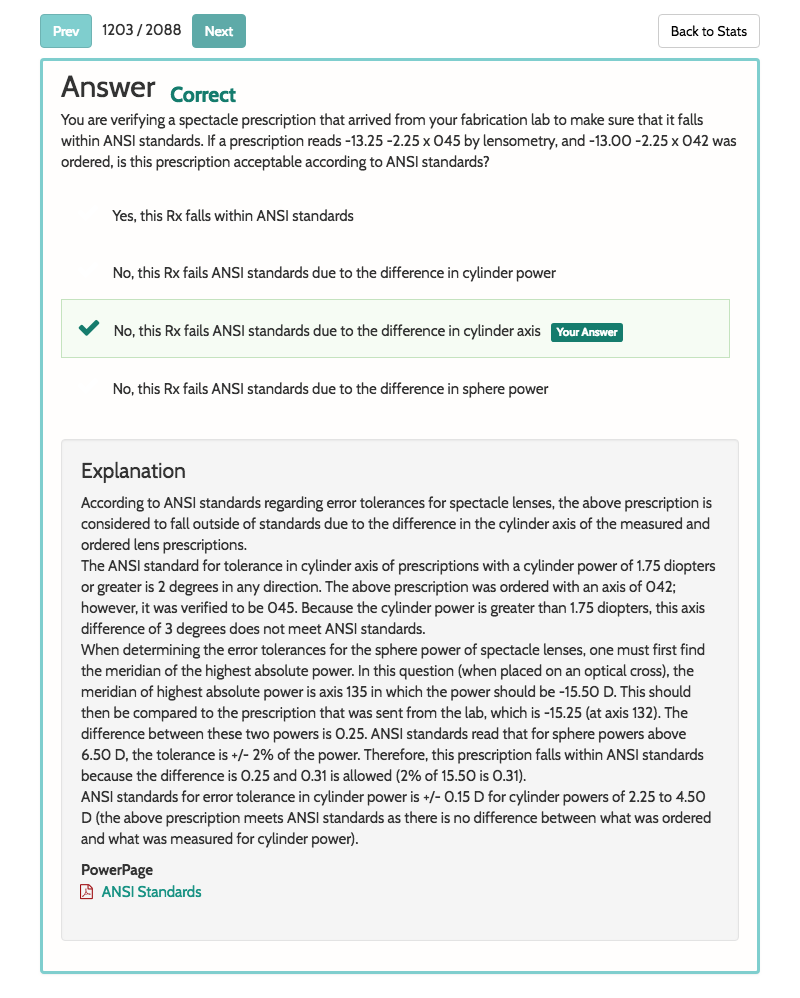 Prev 1203 / 2088 Next Back to Stats
Answer Correct
You are verifying a spectacle prescription that arrived from your fabrication lab to make sure that it falls
within ANSI standards. If a prescription reads -13.25 -2.25 x 045 by lensometry, and -13.00 -2.25 x 042 was
ordered, is this prescription acceptable according to ANSI standards?
Yes, this Rx falls within ANSI standards
No, this Rx fails ANSI standards due to the difference in cylinder power
No, this Rx fails ANSI standards due to the difference in cylinder axis Your Answer
No, this Rx fails ANSI standards due to the difference in sphere power
Explanation
According to ANSI standards regarding error tolerances for spectacle lenses, the above prescription is
considered to fall outside of standards due to the difference in the cylinder axis of the measured and
ordered lens prescriptions.
The ANSI standard for tolerance in cylinder axis of prescriptions with a cylinder power of 1.75 diopters
or greater is 2 degrees in any direction. The above prescription was ordered with an axis of 042;
however, it was verified to be 045. Because the cylinder power is greater than 1.75 diopters, this axis
difference of 3 degrees does not meet ANSI standards.
When determining the error tolerances for the sphere power of spectacle lenses, one must first find
the meridian of the highest absolute power. In this question (when placed on an optical cross), the
meridian of highest absolute power is axis 135 in which the power should be -15.50 D. This should
then be compared to the prescription that was sent from the lab, which is -15.25 (at axis 132). The
difference between these two powers is 0.25. ANSI standards read that for sphere powers above
6.50 D, the tolerance is +/- 2% of the power. Therefore, this prescription falls within ANSI standards
because the difference is 0.25 and 0.31 is allowed (2% of 15.50 is 0.31).
ANSI standards for error tolerance in cylinder power is +/- 0.15 D for cylinder powers of 2.25 to 4.50
D (the above prescription meets ANSI standards as there is no difference between what was ordered
and what was measured for cylinder power).
PowerPage
ANSI Standards